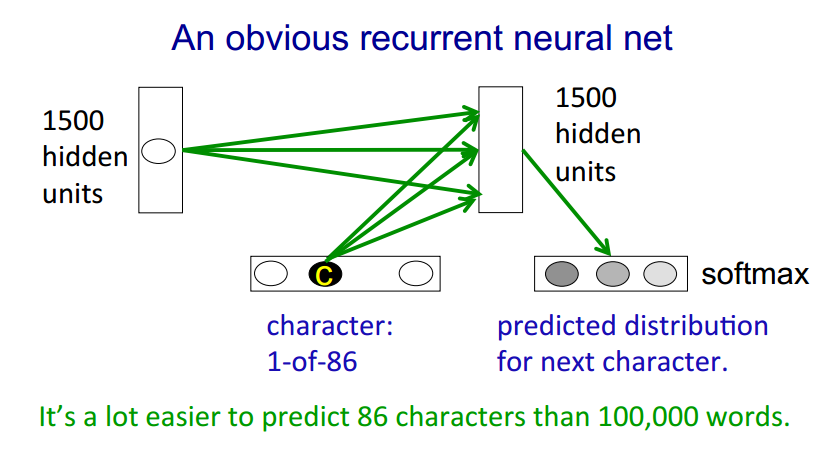 An obvious recurrent neural net
1500
hidden
units
1500
hidden
units
C
softmax
character:
1-of-86
predicted distribution
for next character.
It's a lot easier to predict 86 characters than 100,000 words.